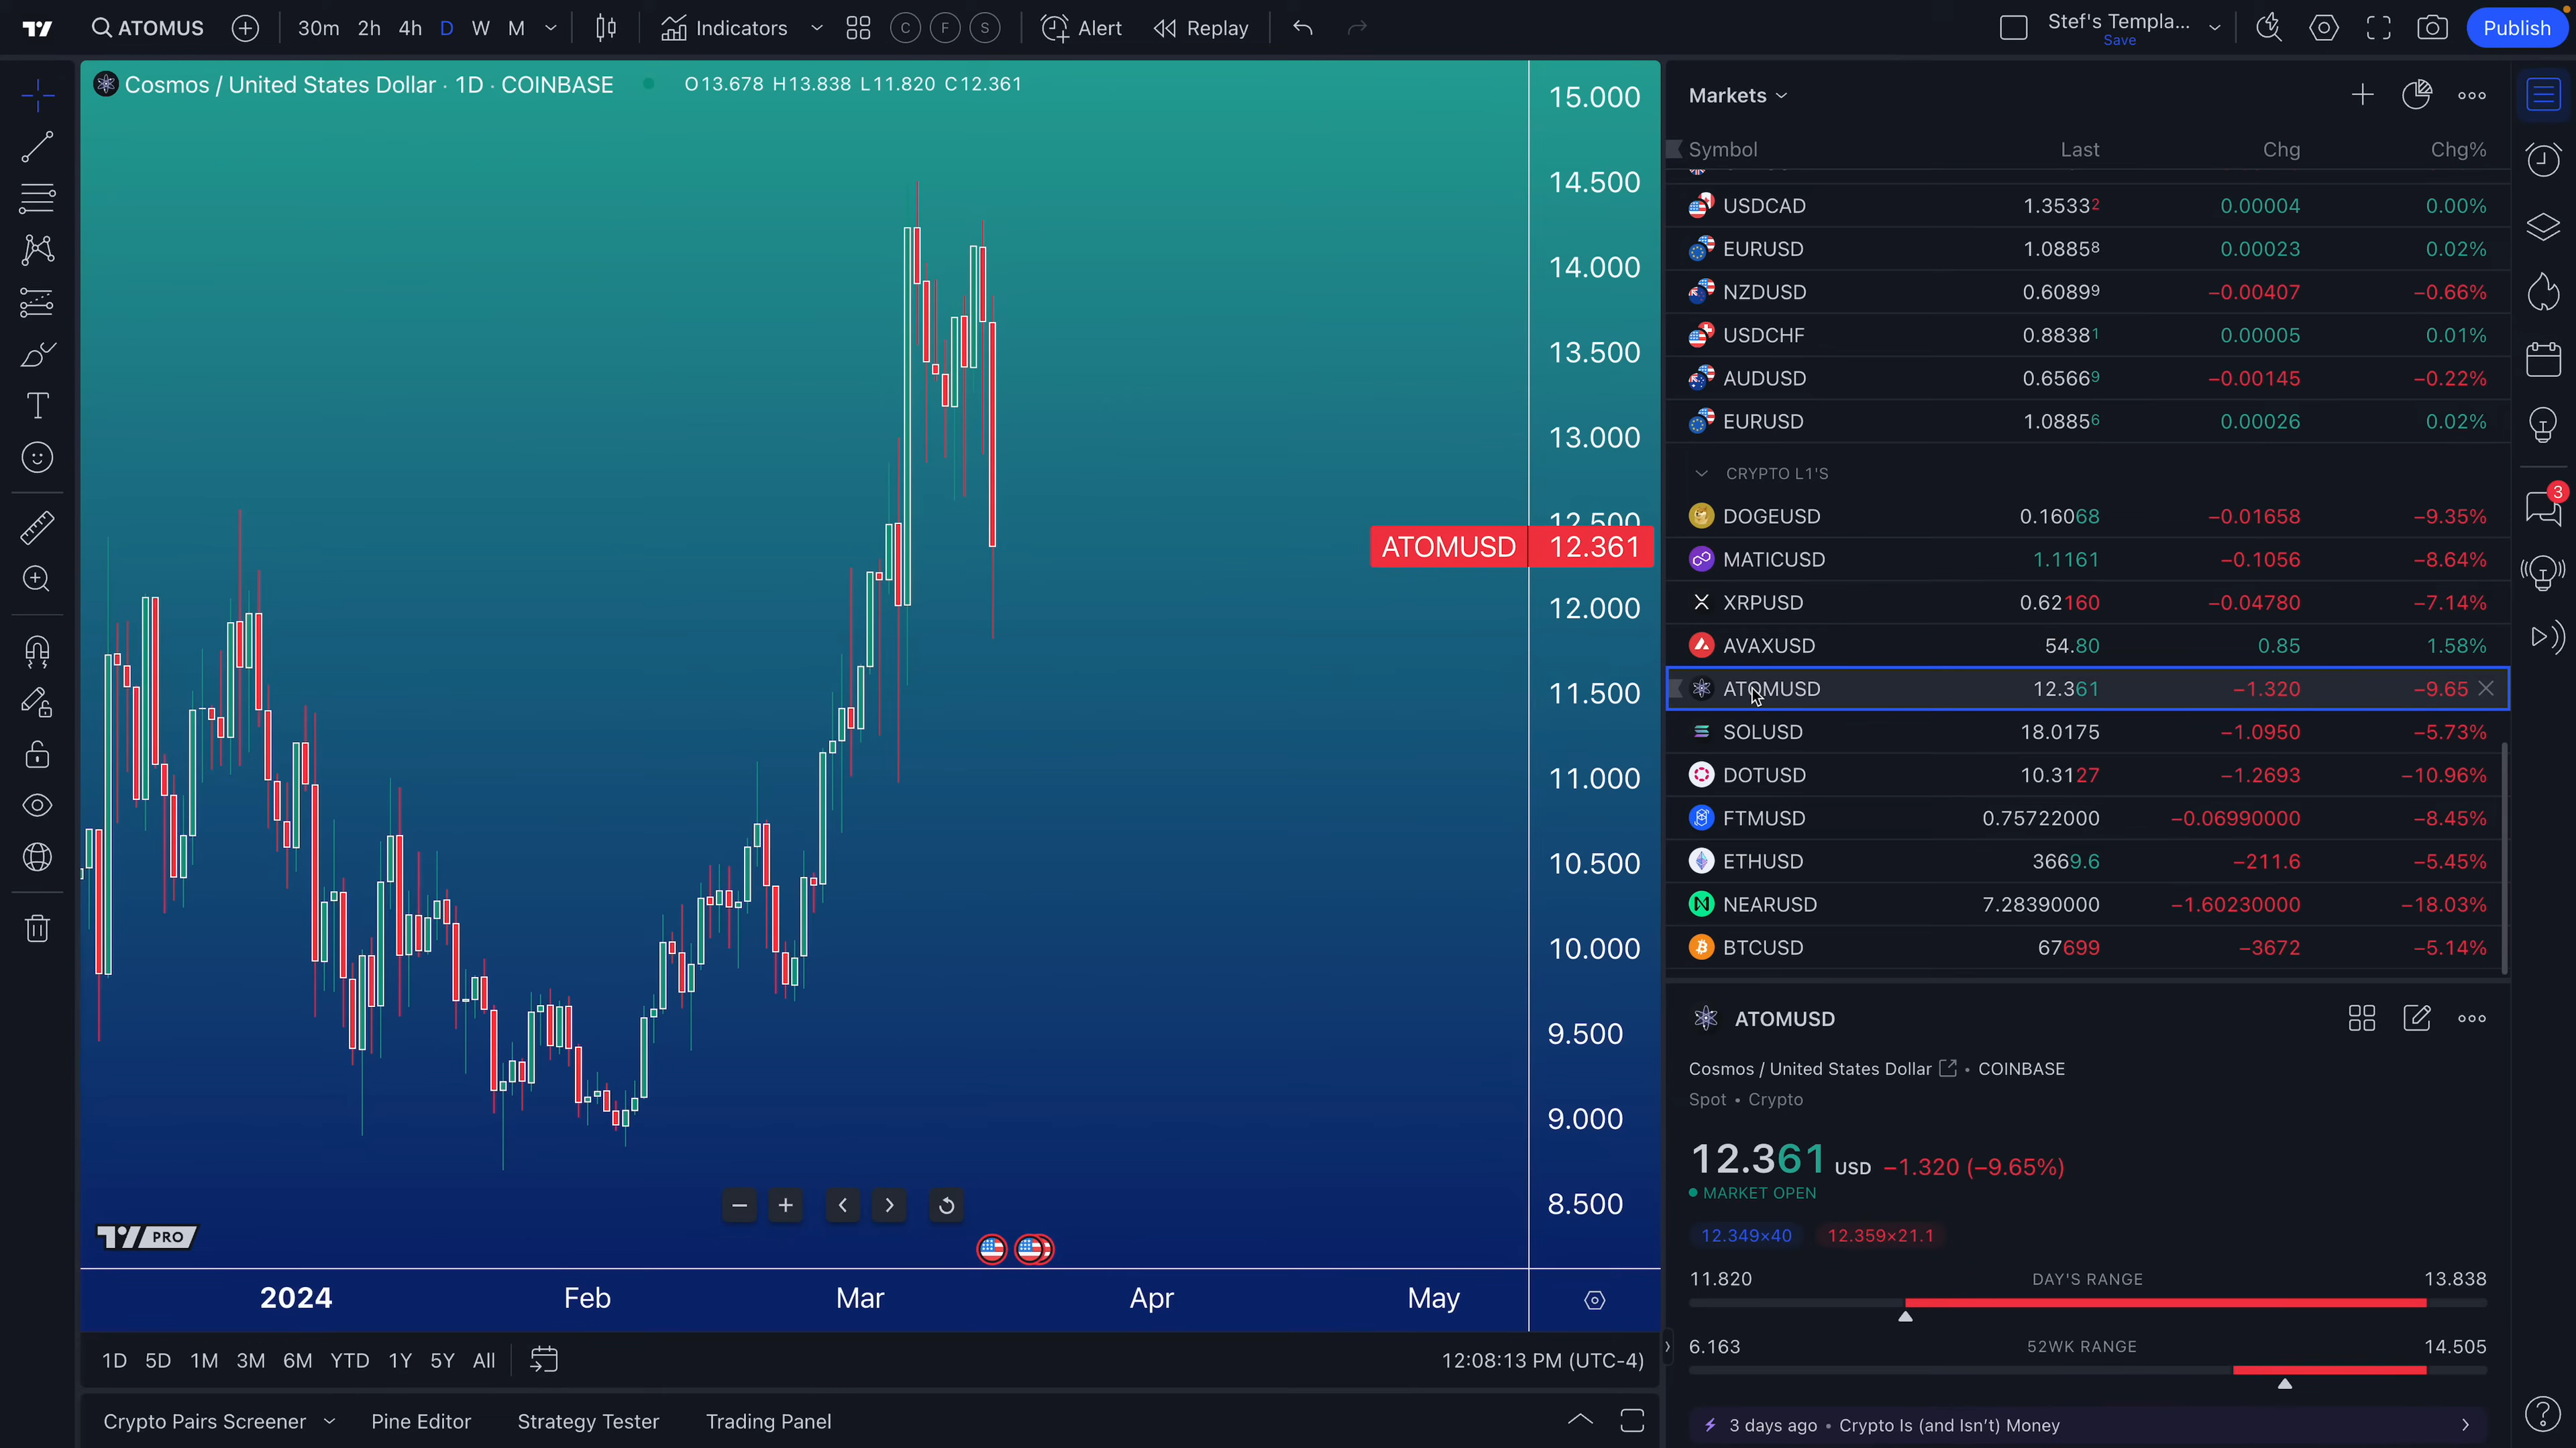 ATOMUS 30m 2h 4h D W M Indicators C F S Alert Replay Stef's Templa... Save Publish
Cosmos / United States Dollar · 1D · COINBASE O13.678 H13.838 L11.820 C12.361
15.000
14.500
14.000
13.500
13.000
12.500
ATOMUSD 12.361
12.000
11.500
11.000
10.500
10.000
9.500
9.000
8.500
PRO
2024 Feb Mar Apr May
1D 5D 1M 3M 6M YTD 1Y 5Y All 12:08:13 PM (UTC-4)
Crypto Pairs Screener Pine Editor Strategy Tester Trading Panel
Markets
Symbol Last Chg Chg%
USDCAD 1.35332 0.00004 0.00%
EURUSD 1.08858 0.00023 0.02%
NZDUSD 0.60899 −0.00407 −0.66%
USDCHF 0.88381 0.00005 0.01%
AUDUSD 0.65669 −0.00145 −0.22%
EURUSD 1.08856 0.00026 0.02%
CRYPTO L1'S
DOGEUSD 0.16068 −0.01658 −9.35%
MATICUSD 1.1161 −0.1056 −8.64%
XRPUSD 0.62160 −0.04780 −7.14%
AVAXUSD 54.80 0.85 1.58%
ATOMUSD 12.361 −1.320 −9.65
SOLUSD 18.0175 −1.0950 −5.73%
DOTUSD 10.3127 −1.2693 −10.96%
FTMUSD 0.75722000 −0.06990000 −8.45%
ETHUSD 3669.6 −211.6 −5.45%
NEARUSD 7.28390000 −1.60230000 −18.03%
BTCUSD 67699 −3672 −5.14%
ATOMUSD
Cosmos / United States Dollar • COINBASE
Spot • Crypto
12.361 USD −1.320 (−9.65%)
MARKET OPEN
12.349×40 12.359×21.1
11.820 DAY'S RANGE 13.838
6.163 52WK RANGE 14.505
3 days ago • Crypto Is (and Isn't) Money
3